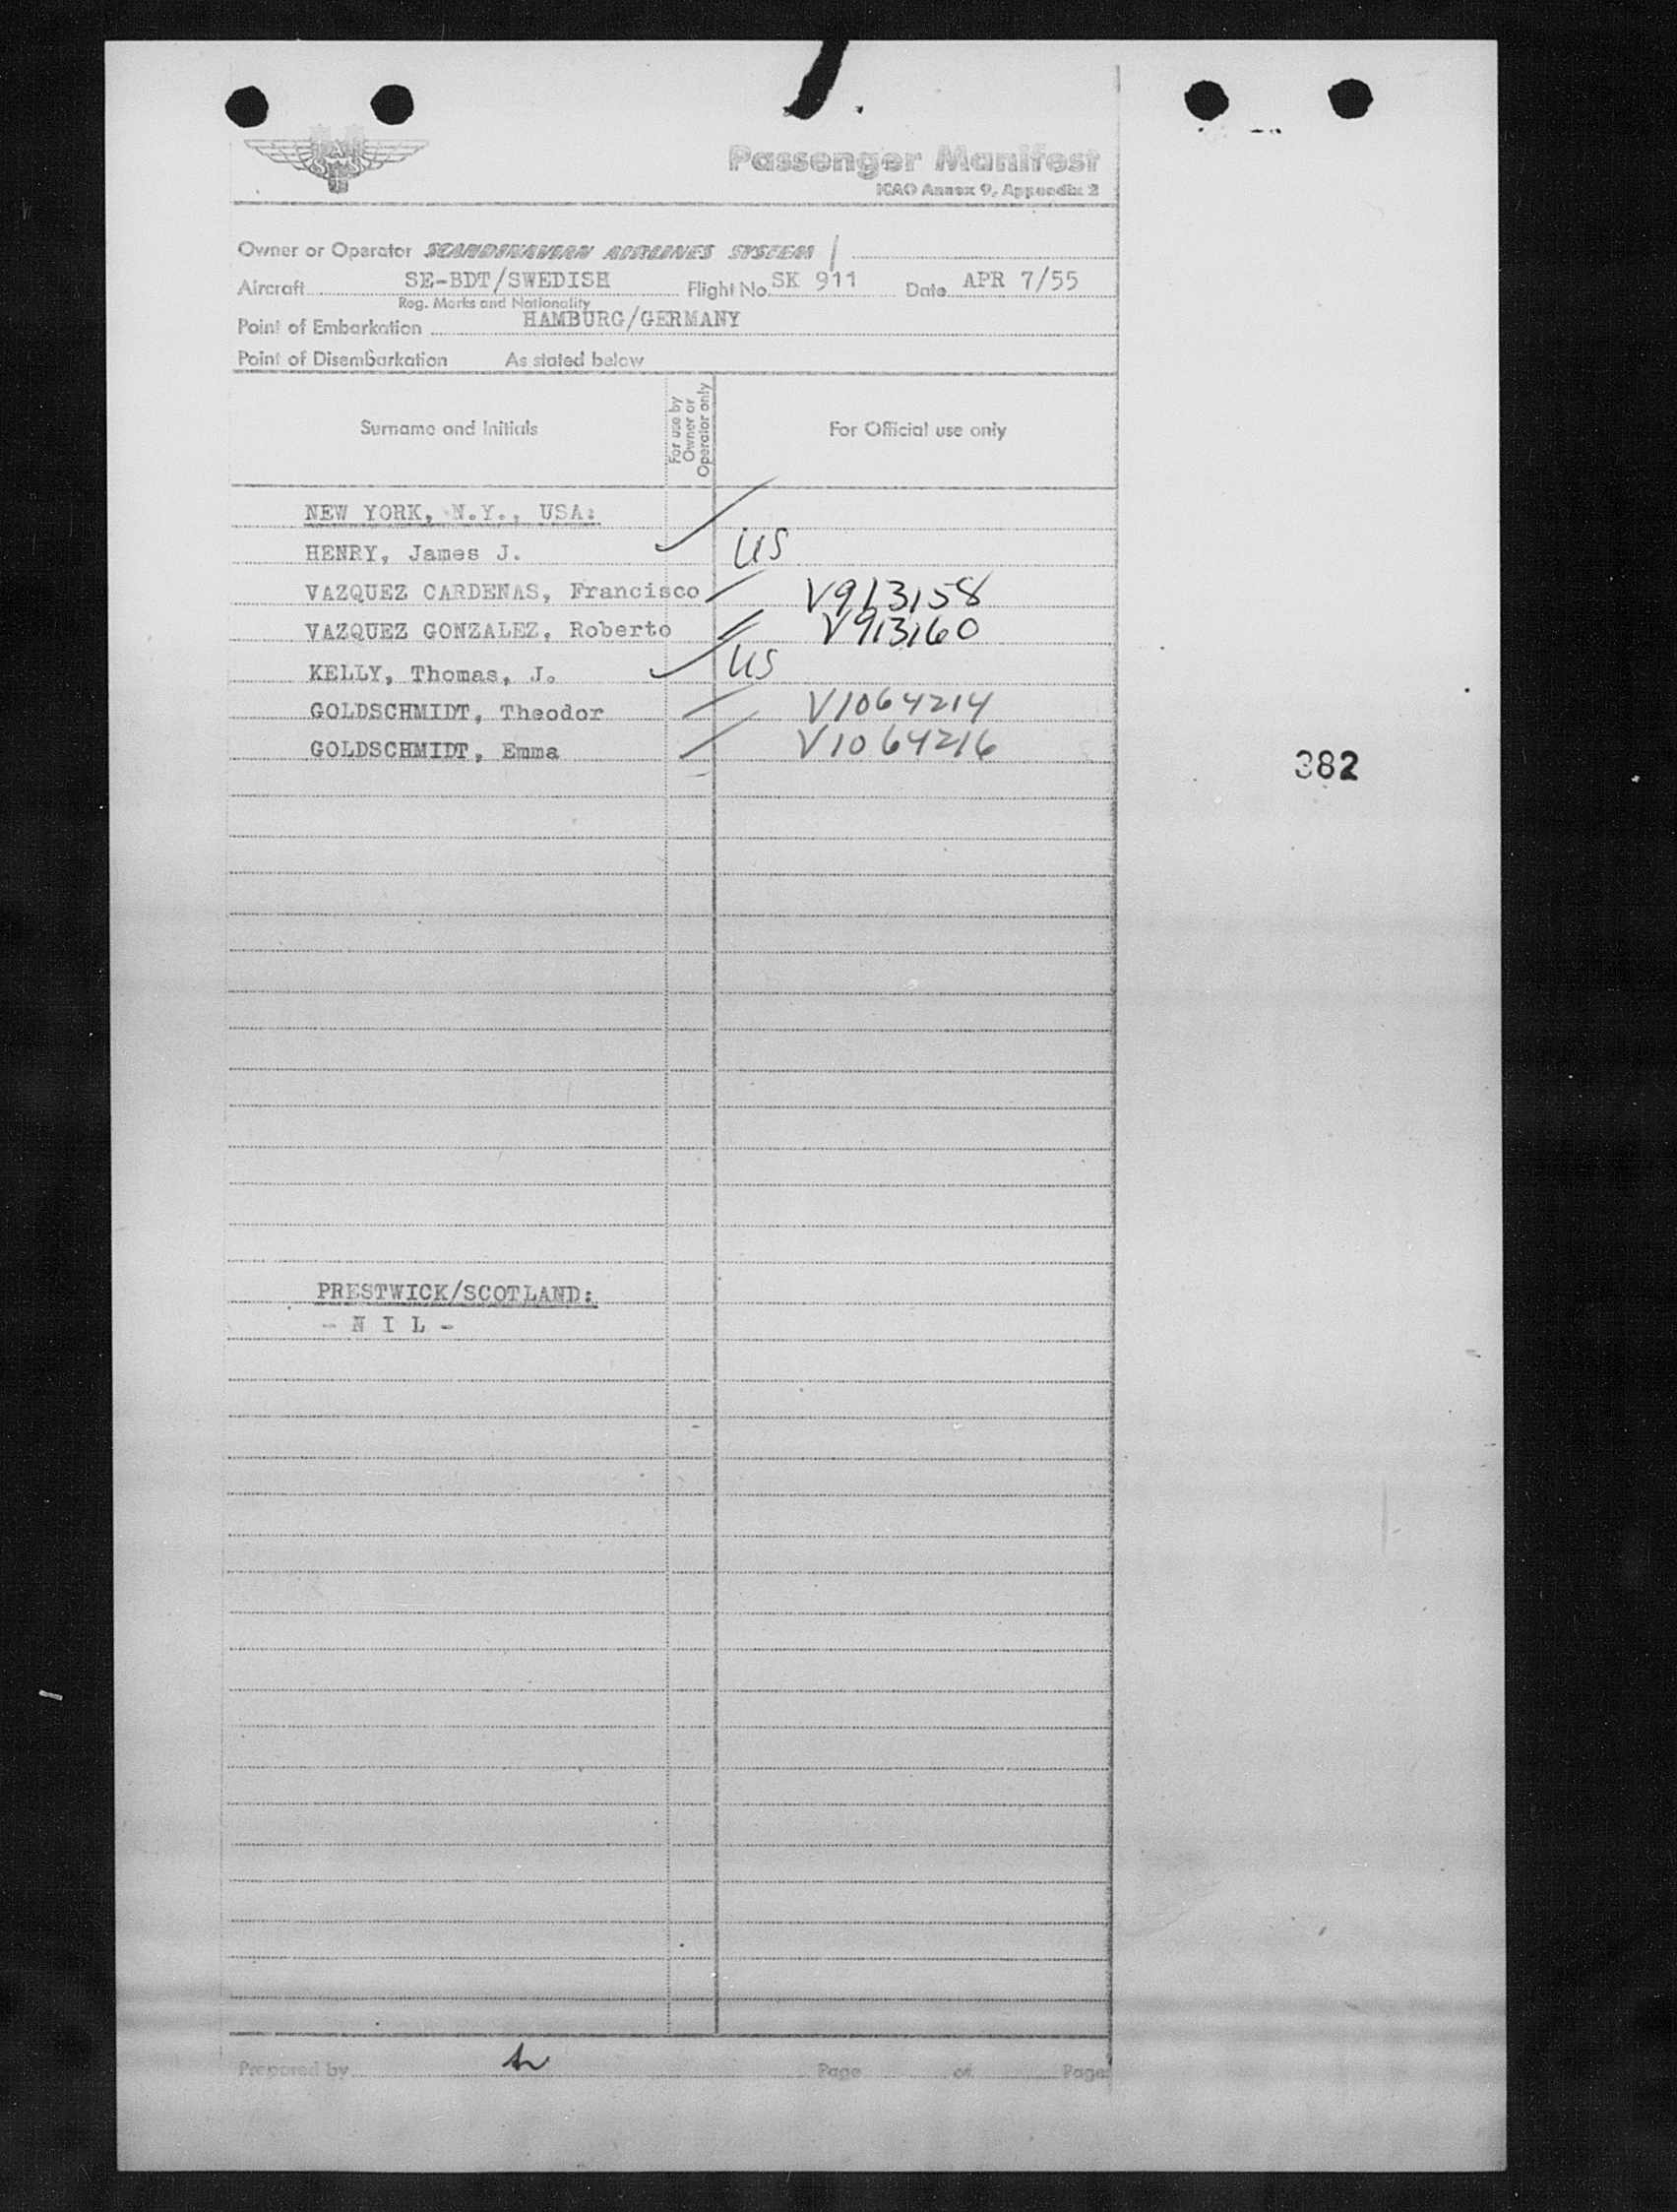 Passenger Manifest
ICAO Annex 9, Appendix 2
Owner or Operator SCANDINAVIAN AIRLINES SYSTEM
Aircraft SE-BDT/SWEDISH Flight No. SK 911 Date APR 7/55
Reg. Marks and Nationality
Point of Embarkation HAMBURG/GERMANY
Point of Disembarkation As stated below
Surname and Initials For use by Owner or Operator only For Official use only
NEW YORK, N.Y., USA:
HENRY, James J. US
VAZQUEZ CARDENAS, Francisco V913158
VAZQUEZ GONZALEZ, Roberto V913160
KELLY, Thomas, J. US
GOLDSCHMIDT, Theodor V1064214
GOLDSCHMIDT, Emma V1064216
382
PRESTWICK/SCOTLAND:
- N I L -
Prepared by Page of Page